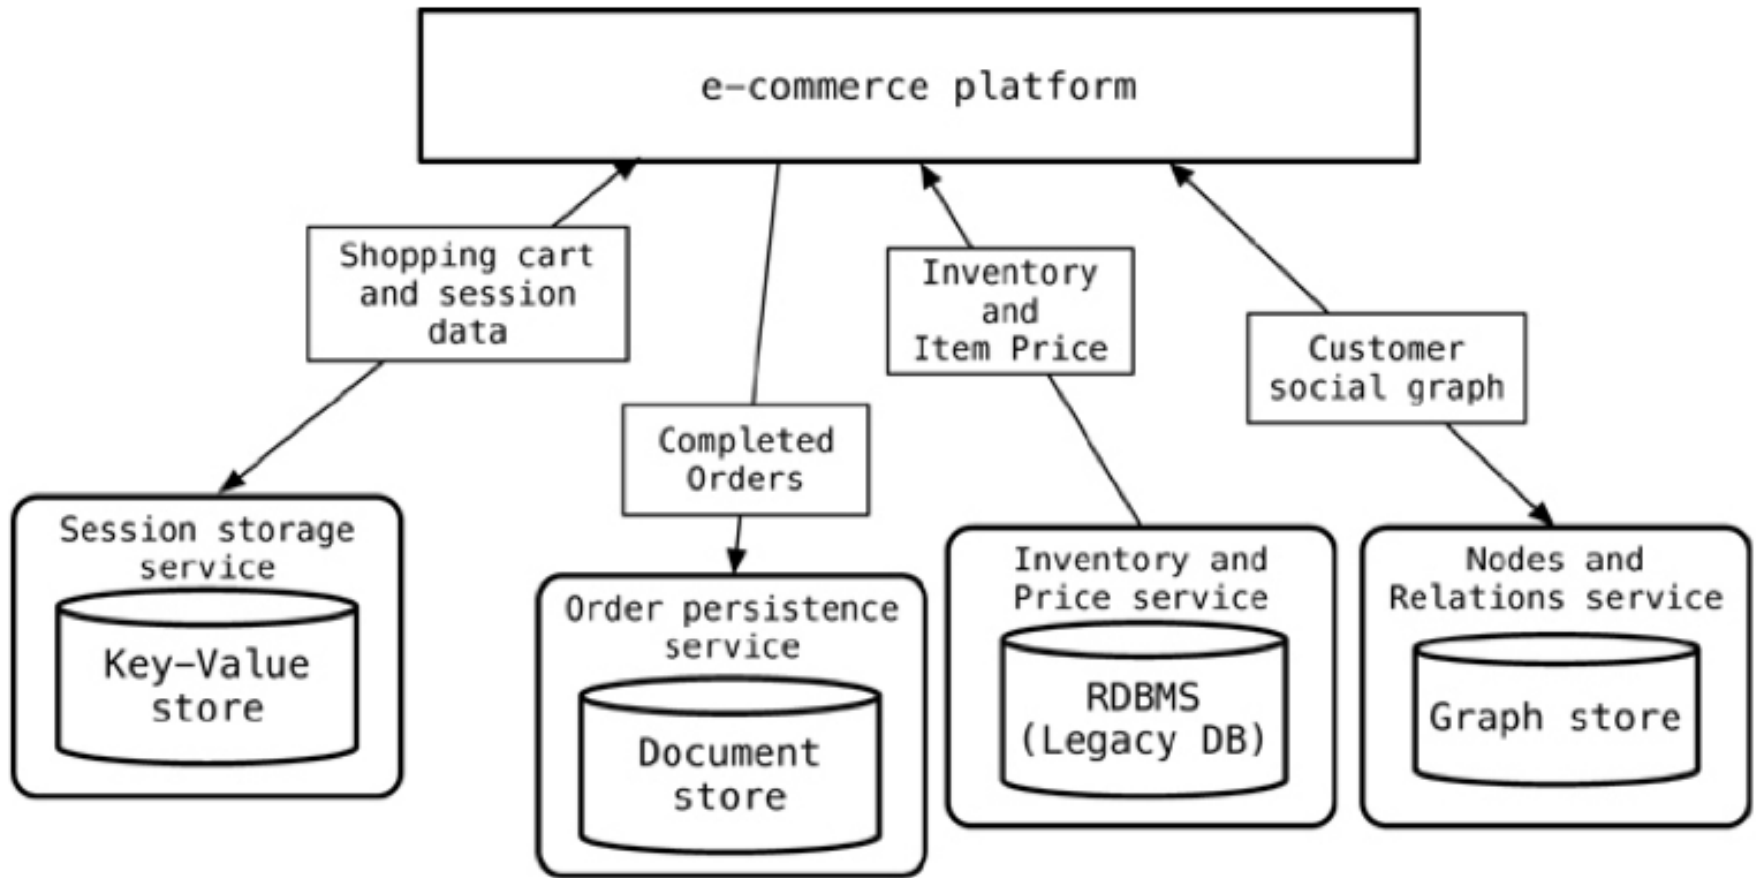 e-commerce platform
Shopping cart
and session
data
Inventory
and
Item Price
Customer
social graph
Completed
Orders
Session storage
service
Key-Value
store
Order persistence
service
Document
store
Inventory and
Price service
RDBMS
(Legacy DB)
Nodes and
Relations service
Graph store